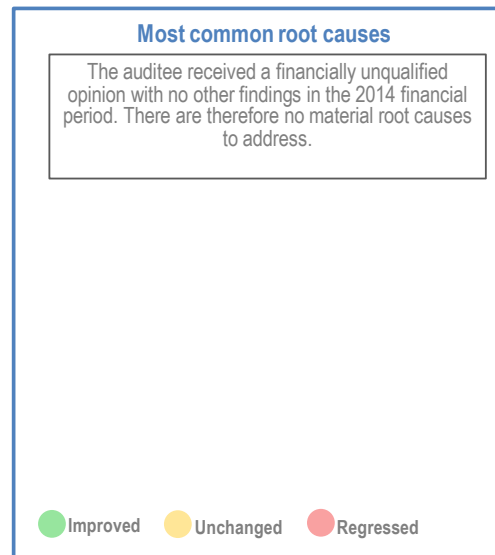 Most common root causes
The auditee received a financially unqualified
opinion with no other findings in the 2014 financial
period. There are therefore no material root causes
to address.
Improved Unchanged Regressed